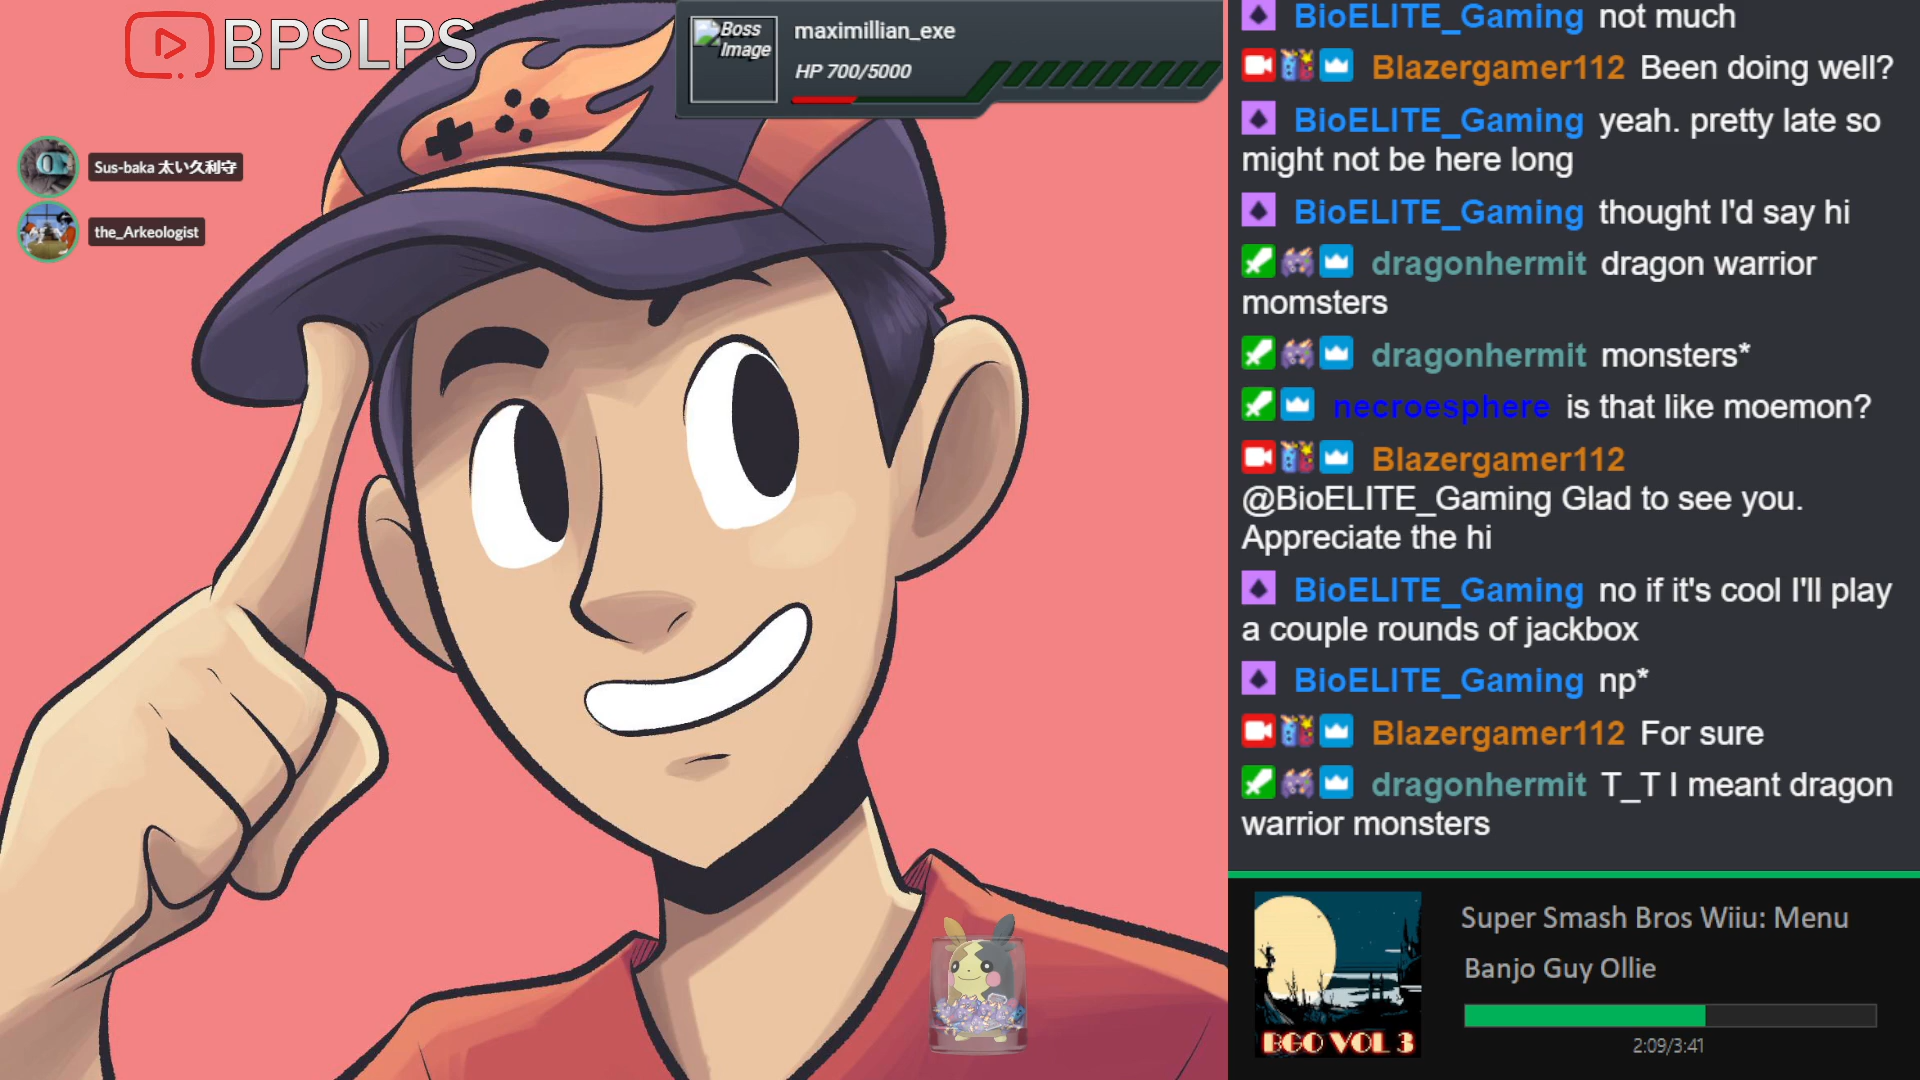 BPSLPS
Boss Image
maximillian_exe
HP 700/5000
Sus-baka 太い久利守
the_Arkeologist
BioELITE_Gaming not much
Blazergamer112 Been doing well?
BioELITE_Gaming yeah. pretty late so
might not be here long
BioELITE_Gaming thought I'd say hi
dragonhermit dragon warrior
momsters
dragonhermit monsters*
necroesphere is that like moemon?
Blazergamer112
@BioELITE_Gaming Glad to see you.
Appreciate the hi
BioELITE_Gaming no if it's cool I'll play
a couple rounds of jackbox
BioELITE_Gaming np*
Blazergamer112 For sure
dragonhermit T_T I meant dragon
warrior monsters
BGO VOL 3
Super Smash Bros Wiiu: Menu
Banjo Guy Ollie
2:09/3:41